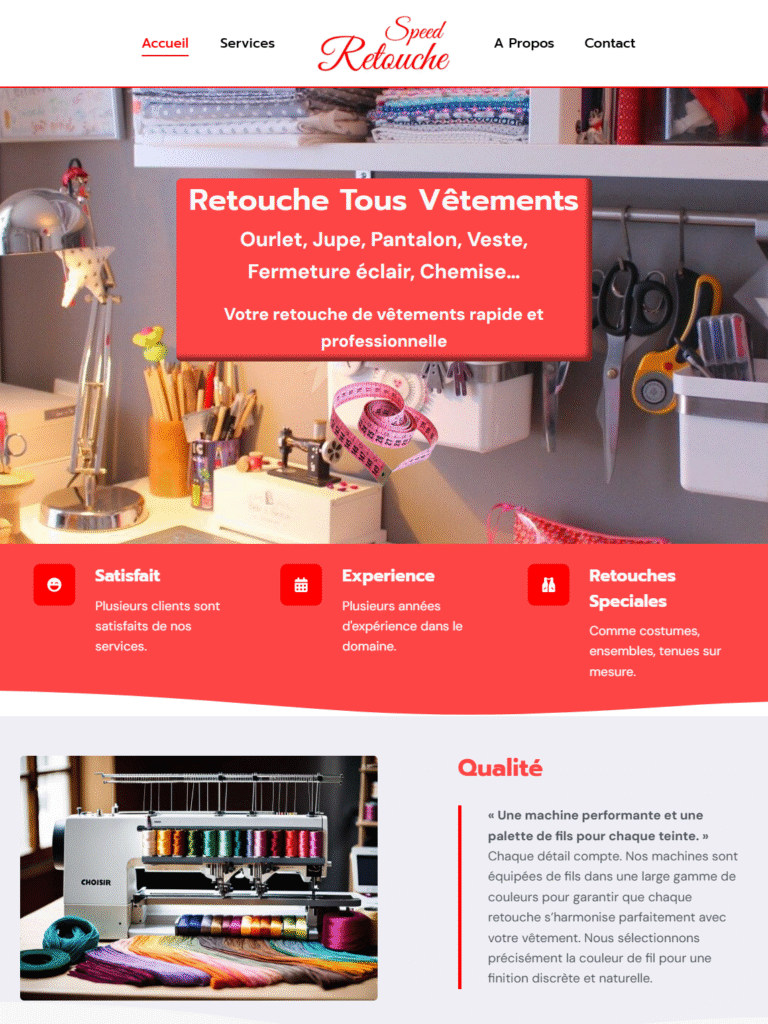 Accueil
Services
Speed
Retouche
A Propos
Contact
Retouche Tous Vêtements
Ourlet, Jupe, Pantalon, Veste,
Fermeture éclair, Chemise...
Votre retouche de vêtements rapide et
professionnelle
Satisfait
Plusieurs clients sont
satisfaits de nos
services.
Experience
Plusieurs années
d'expérience dans le
domaine.
Retouches
Speciales
Comme costumes,
ensembles, tenues sur
mesure.
CHOISIR
Qualité
« Une machine performante et une
palette de fils pour chaque teinte. »
Chaque détail compte. Nos machines sont
équipées de fils dans une large gamme de
couleurs pour garantir que chaque
retouche s'harmonise parfaitement avec
votre vêtement. Nous sélectionnons
précisément la couleur de fil pour une
finition discrète et naturelle.